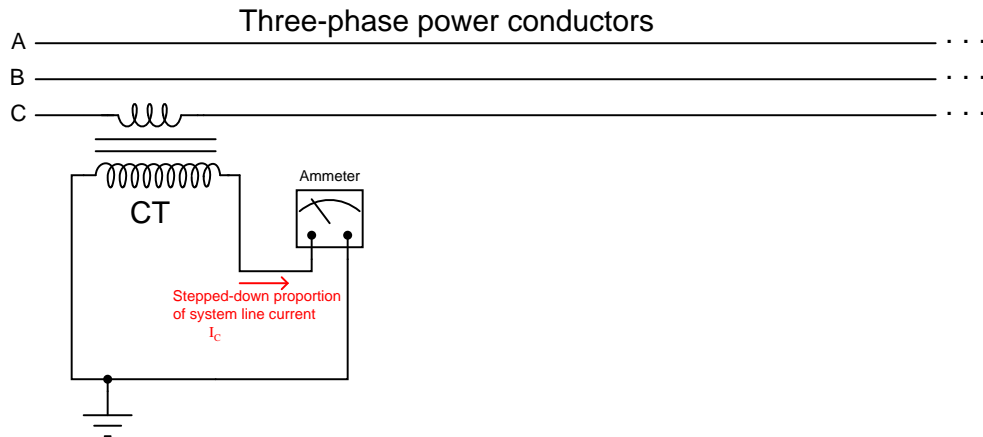 Three-phase power conductors
A . . .
B . . .
C . . .
Ammeter
CT
Stepped-down proportion
of system line current
I_C